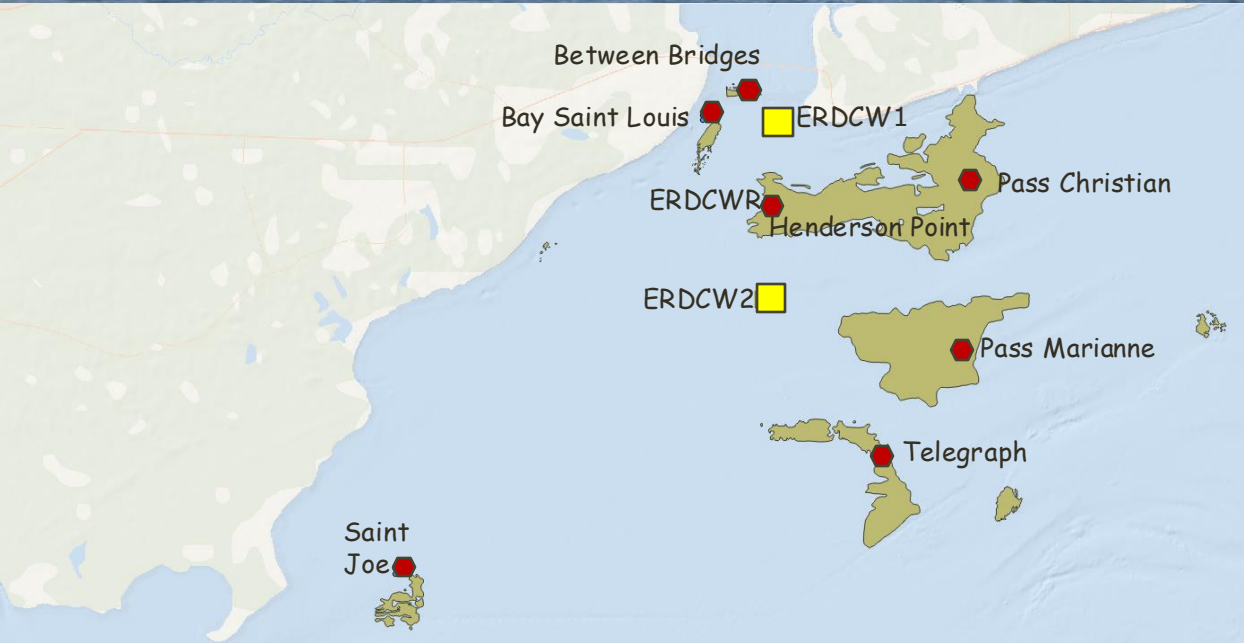 Between Bridges
Bay Saint Louis
ERDCW1
Pass Christian
ERDCWR
Henderson Point
ERDCW2
Pass Marianne
Telegraph
Saint
Joe